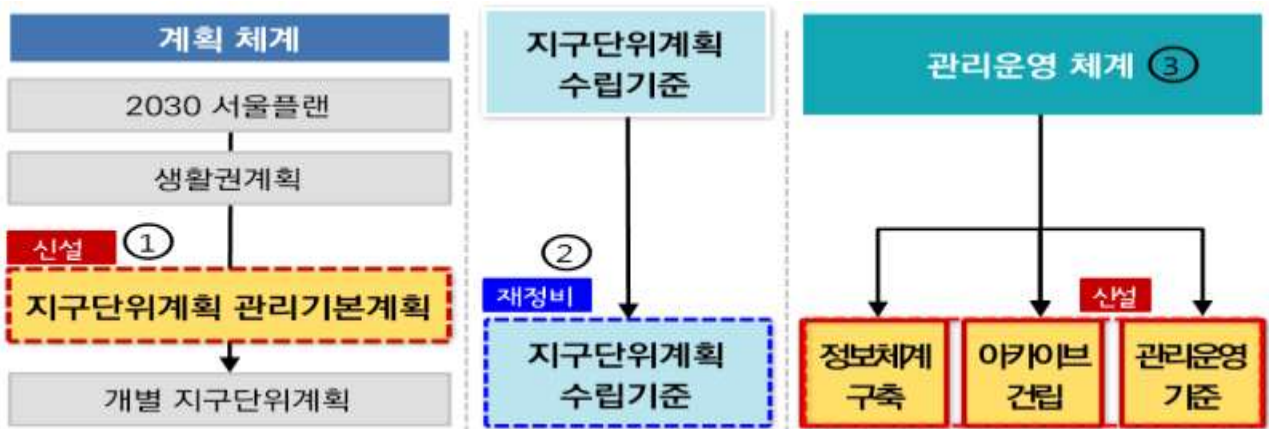 계획 체계
2030 서울플랜
생활권계획
신설 ①
지구단위계획 관리기본계획
개별 지구단위계획
지구단위계획
수립기준
②
재정비
지구단위계획
수립기준
관리운영 체계 ③
신설
정보체계
구축
아카이브
건립
관리운영
기준